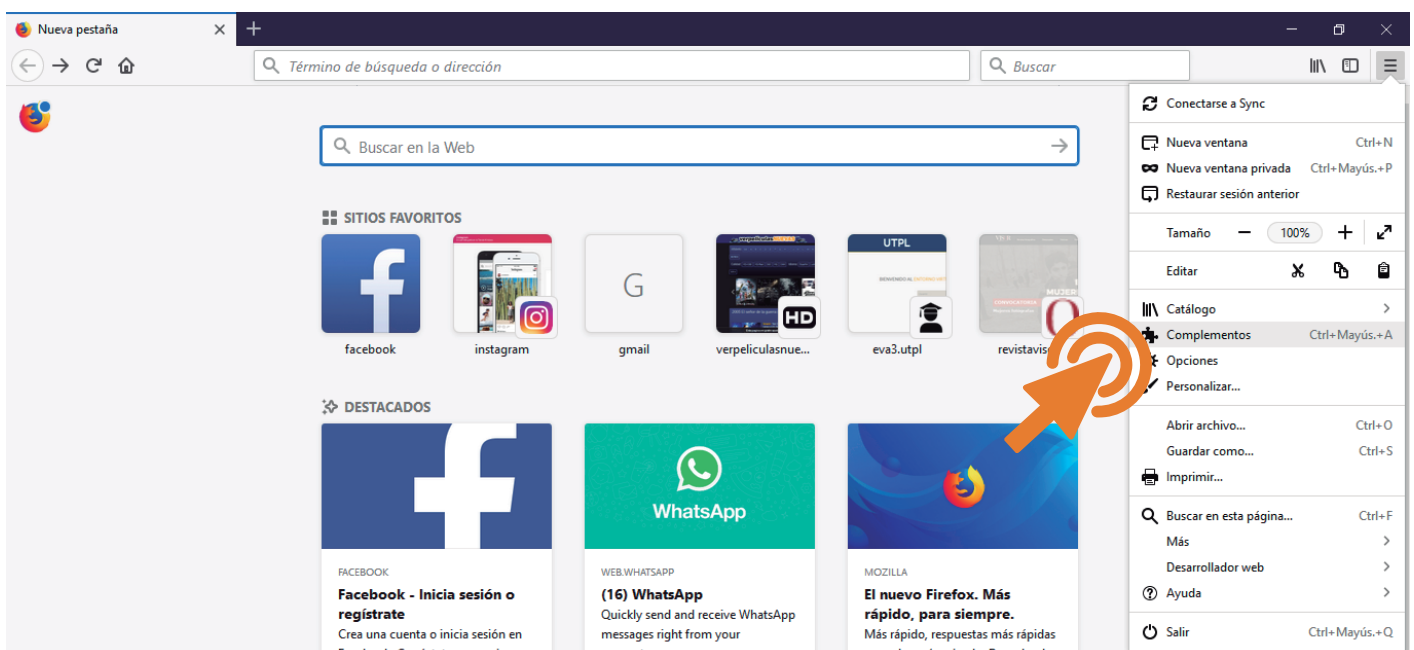 Nueva pestaña
Término de búsqueda o dirección
Buscar
Buscar en la Web
SITIOS FAVORITOS
UTPL
G
HD
facebook
instagram
gmail
verpeliculasnue...
eva3.utpl
DESTACADOS
WhatsApp
FACEBOOK
Facebook - Inicia sesión o
regístrate
Crea una cuenta o inicia sesión en
WEB.WHATSAPP
(16) WhatsApp
Quickly send and receive WhatsApp
messages right from your
MOZILLA
El nuevo Firefox. Más
rápido, para siempre.
Más rápido, respuestas más rápidas
Conectarse a Sync
Nueva ventana Ctrl+N
Nueva ventana privada Ctrl+Mayús.+P
Restaurar sesión anterior
Tamaño 100%
Editar
Catálogo
Complementos Ctrl+Mayús.+A
Opciones
Personalizar...
Abrir archivo... Ctrl+O
Guardar como... Ctrl+S
Imprimir...
Buscar en esta página... Ctrl+F
Más
Desarrollador web
Ayuda
Salir Ctrl+Mayús.+Q